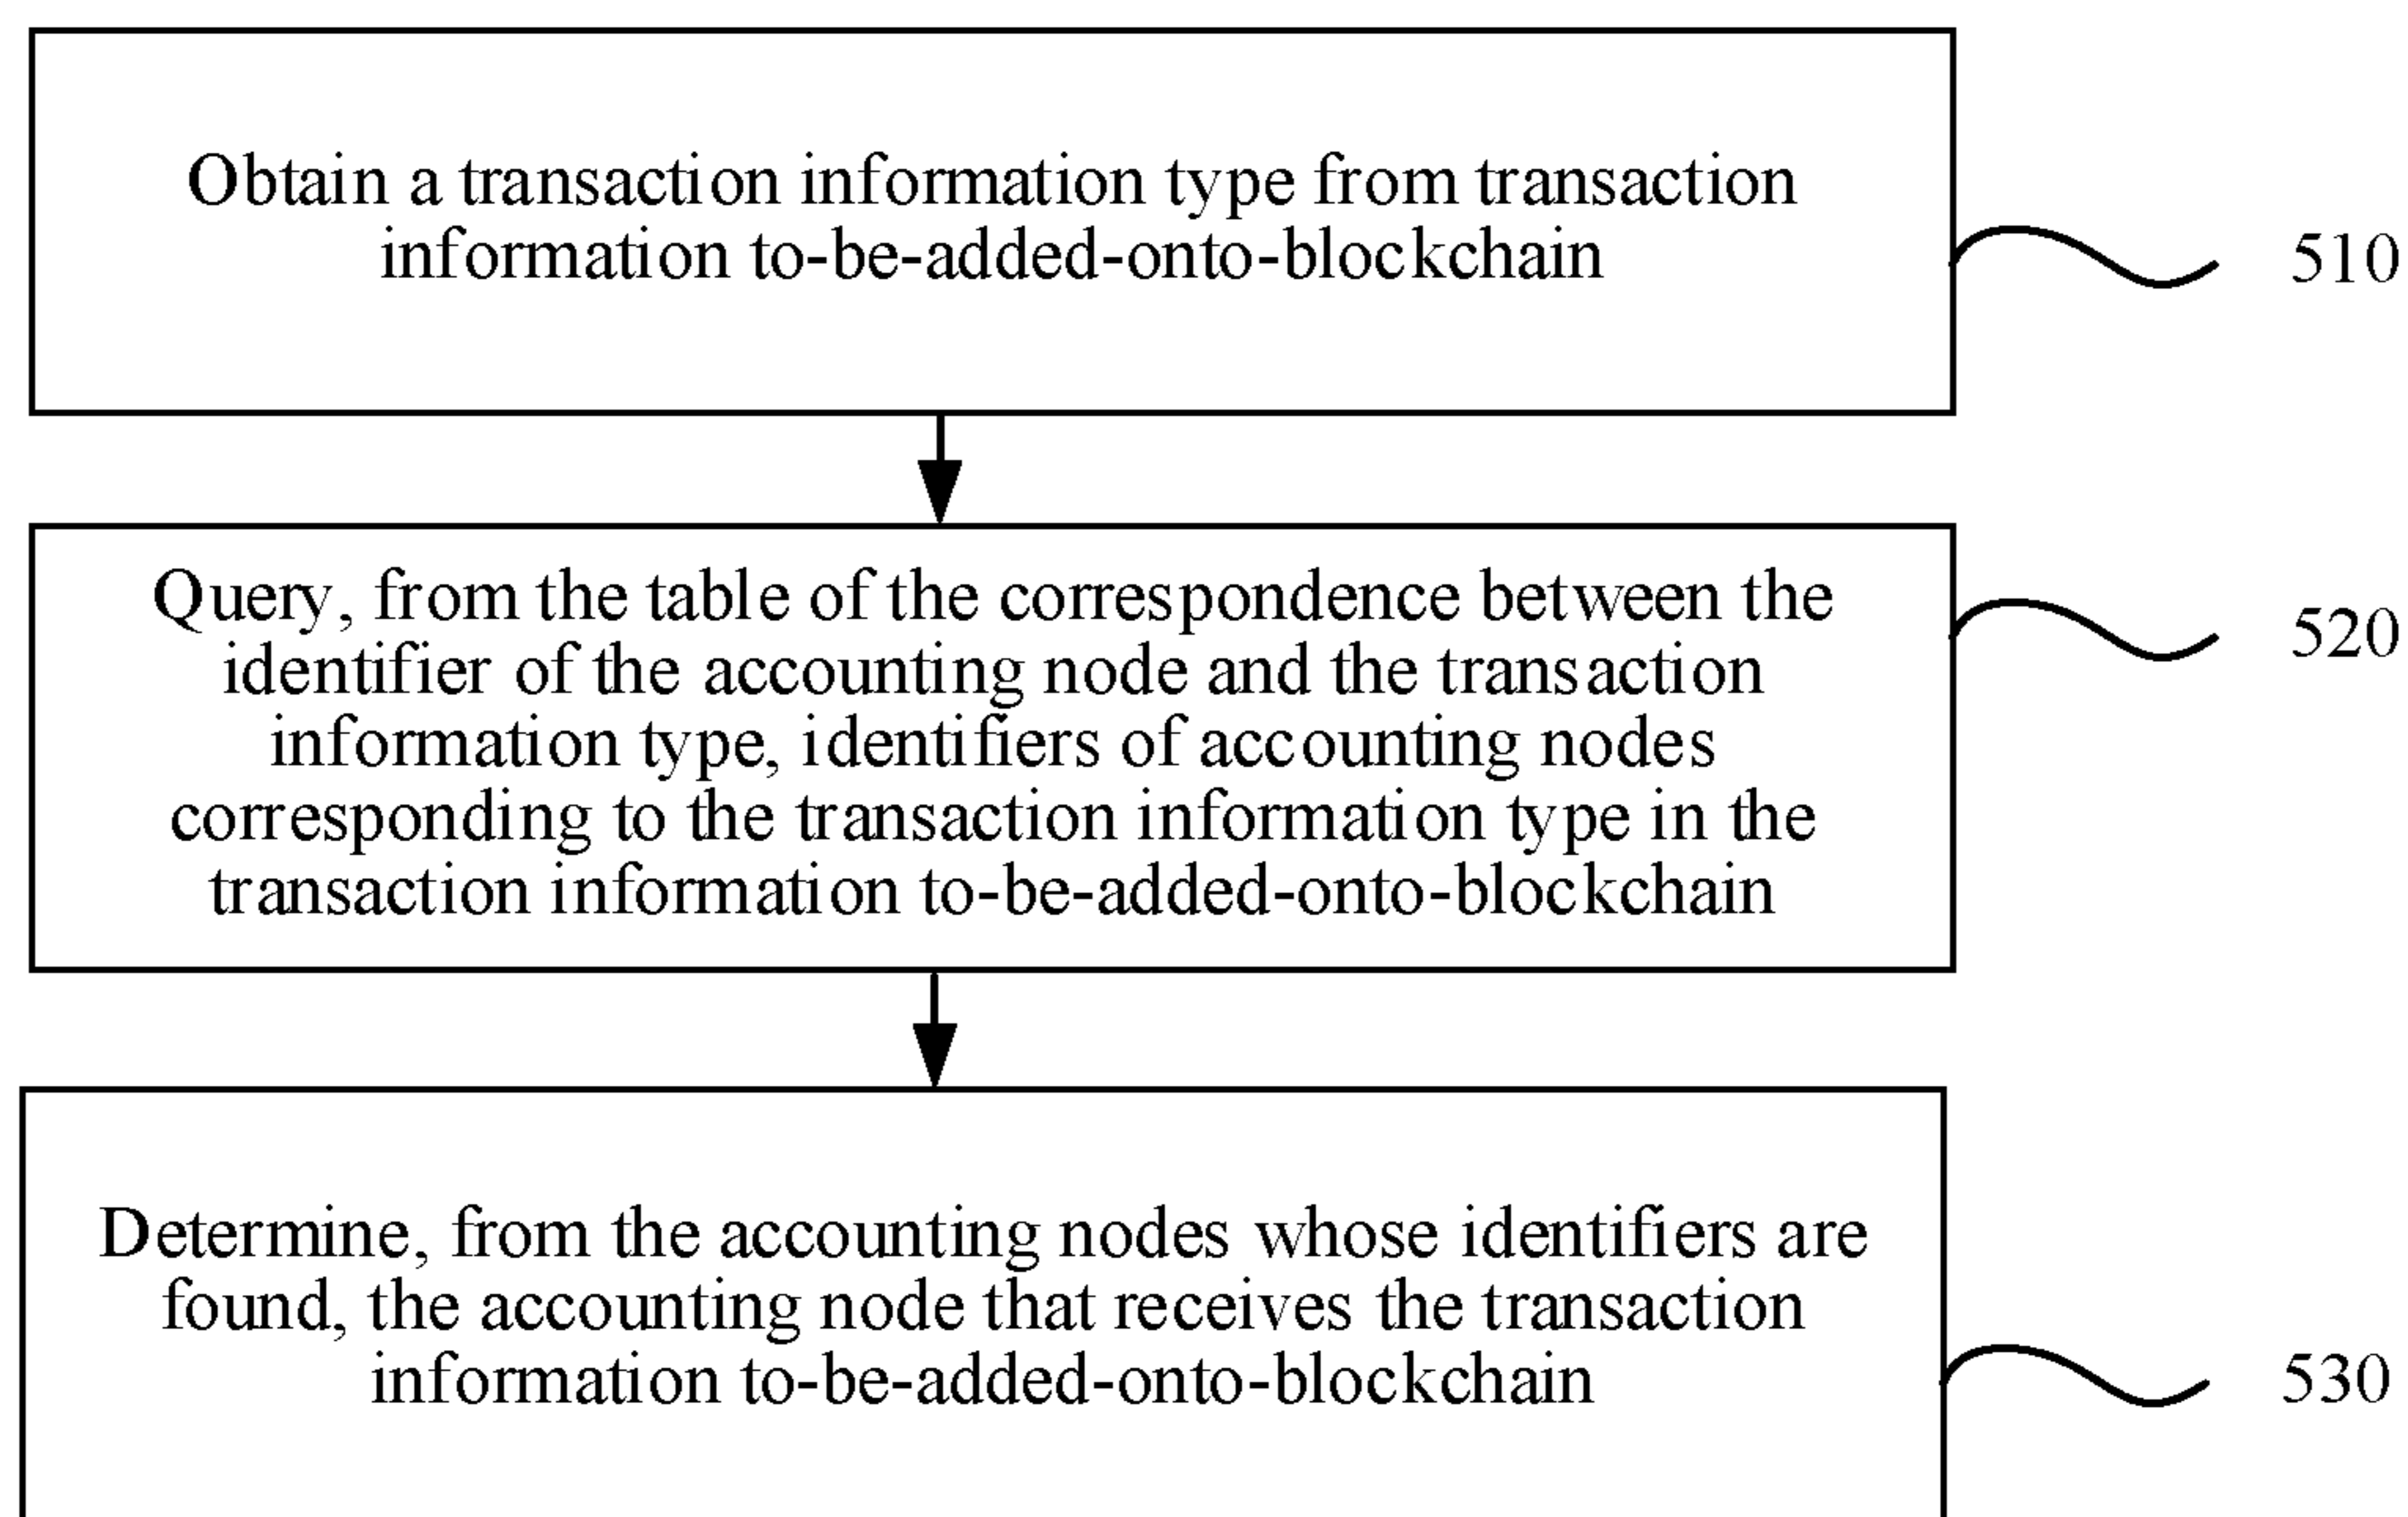 Obtain a transaction information type from transaction
information to-be-added-onto-blockchain
510
Query, from the table of the correspondence between the
identifier of the accounting node and the transaction
information type, identifiers of accounting nodes
corresponding to the transaction information type in the
transaction information to-be-added-onto-blockchain
520
Determine, from the accounting nodes whose identifiers are
found, the accounting node that receives the transaction
information to-be-added-onto-blockchain
530